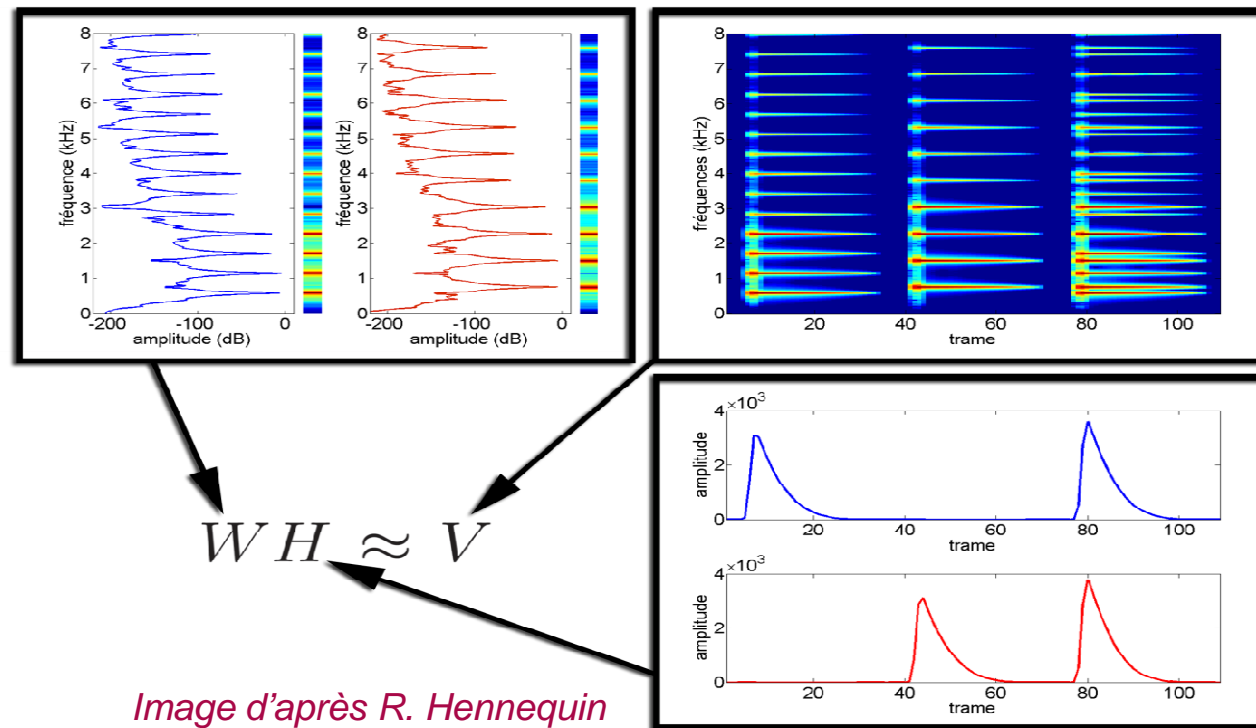 8
7
6
5
4
3
2
1
0
fréquence (kHz)
-200 -100 0
amplitude (dB)
8
7
6
5
4
3
2
1
0
fréquence (kHz)
-200 -100 0
amplitude (dB)
8
7
6
5
4
3
2
1
0
fréquences (kHz)
20 40 60 80 100
trame
W H ≈ V
4 ×10³
2
0
amplitude
20 40 60 80 100
trame
4 ×10³
2
0
amplitude
20 40 60 80 100
trame
Image d'après R. Hennequin